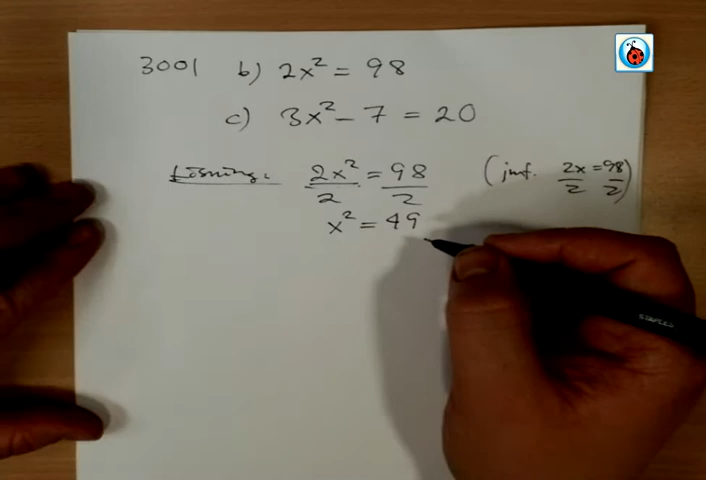 3001 b) 2x² = 98
c) 3x² - 7 = 20
Lösning: 2x²/2 = 98/2 (jmf. 2x/2 = 98/2)
x² = 49